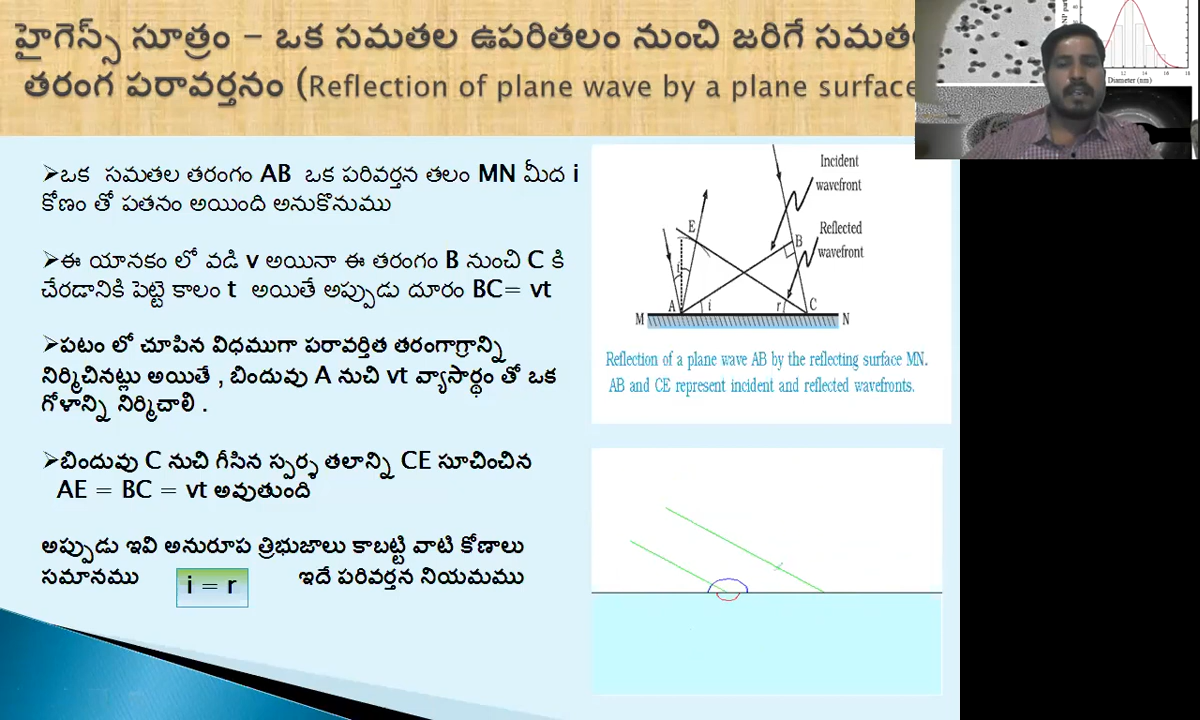 హైగెన్స్ సూత్రం – ఒక సమతల ఉపరితలం నుంచి జరిగే సమతల
తరంగ పరావర్తనం (Reflection of plane wave by a plane surface
➢ఒక సమతల తరంగం AB ఒక పరివర్తన తలం MN మీద i
కోణం తో పతనం అయింది అనుకొనుము
➢ఈ యానకం లో వడి v అయినా ఈ తరంగం B నుంచి C కి
చేరడానికి పెట్టె కాలం t అయితే అప్పుడు దూరం BC= vt
➢పటం లో చూపిన విధముగా పరావర్తిత తరంగాగ్రాన్ని
నిర్మిచినట్లు అయితే , బిందువు A నుచి vt వ్యాసార్థం తో ఒక
గోళాన్ని నిర్మిచాలి .
➢బిందువు C నుచి గీసిన స్పర్శ తలాన్ని CE సూచించిన
AE = BC = vt అవుతుంది
అప్పుడు ఇవి అనురూప త్రిభుజాలు కాబట్టి వాటి కోణాలు
సమానము i = r ఇదే పరివర్తన నియమము
Incident
wavefront
Reflected
wavefront
E
B
i
A
i
r
C
M
N
Reflection of a plane wave AB by the reflecting surface MN.
AB and CE represent incident and reflected wavefronts.
Diameter (nm)
12 14 16 18